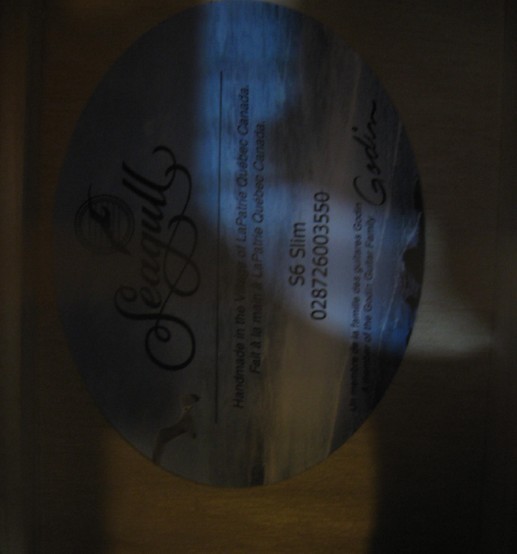 Seagull
Handmade in the Village of LaPatrie Québec Canada.
Fait à la main à LaPatrie Québec Canada.
S6 Slim
028726003550
Un membre de la famille des guitares Godin
A member of the Godin Guitar Family
Godin